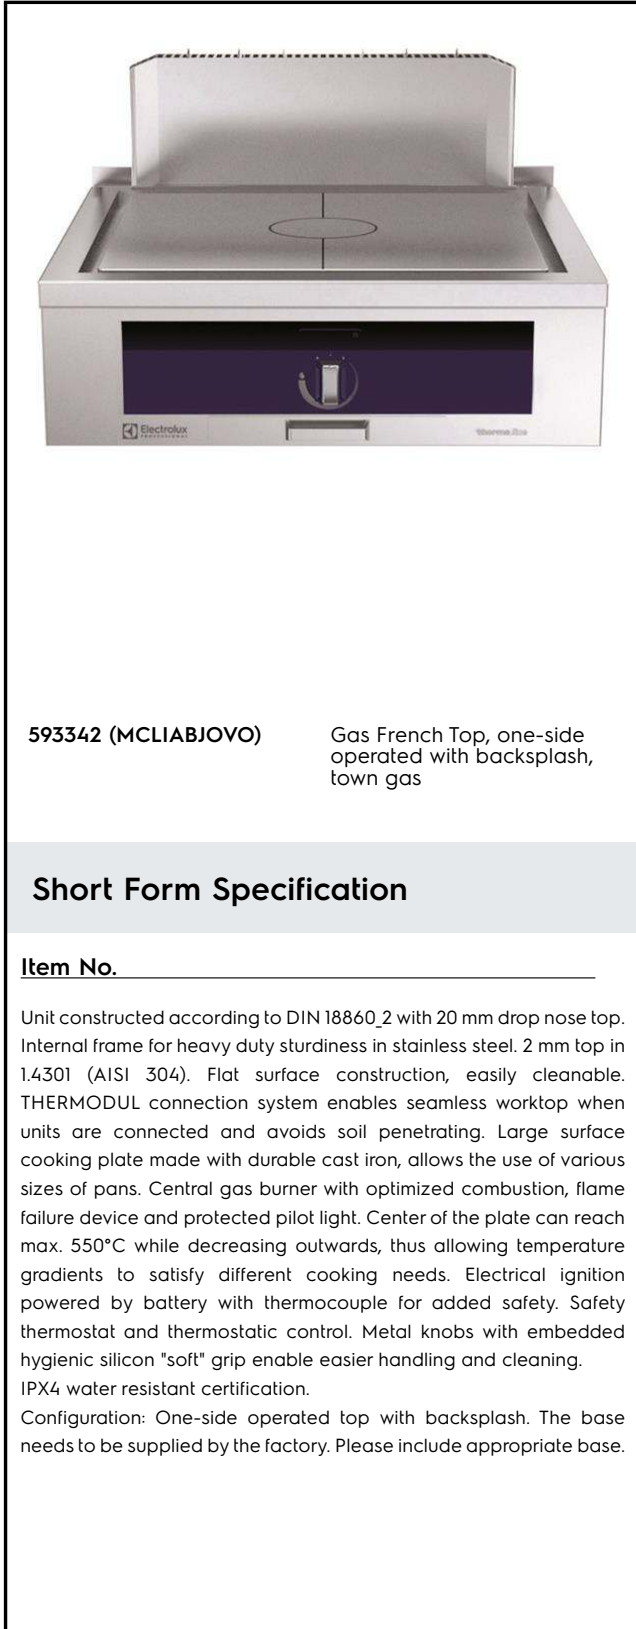 Electrolux
PROFESSIONAL
thermaline
593342 (MCLIABJOVO)
Gas French Top, one-side
operated with backsplash,
town gas
Short Form Specification
Item No.
Unit constructed according to DIN 18860_2 with 20 mm drop nose top.
Internal frame for heavy duty sturdiness in stainless steel. 2 mm top in
1.4301 (AISI 304). Flat surface construction, easily cleanable.
THERMODUL connection system enables seamless worktop when
units are connected and avoids soil penetrating. Large surface
cooking plate made with durable cast iron, allows the use of various
sizes of pans. Central gas burner with optimized combustion, flame
failure device and protected pilot light. Center of the plate can reach
max. 550°C while decreasing outwards, thus allowing temperature
gradients to satisfy different cooking needs. Electrical ignition
powered by battery with thermocouple for added safety. Safety
thermostat and thermostatic control. Metal knobs with embedded
hygienic silicon "soft" grip enable easier handling and cleaning.
IPX4 water resistant certification.
Configuration: One-side operated top with backsplash. The base
needs to be supplied by the factory. Please include appropriate base.